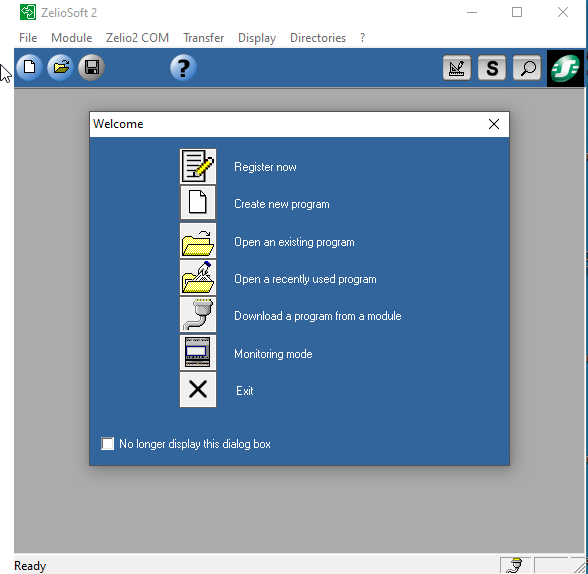 ZelioSoft 2
File Module Zelio2 COM Transfer Display Directories ?
? S
Welcome
Register now
Create new program
Open an existing program
Open a recently used program
Download a program from a module
Monitoring mode
Exit
No longer display this dialog box
Ready